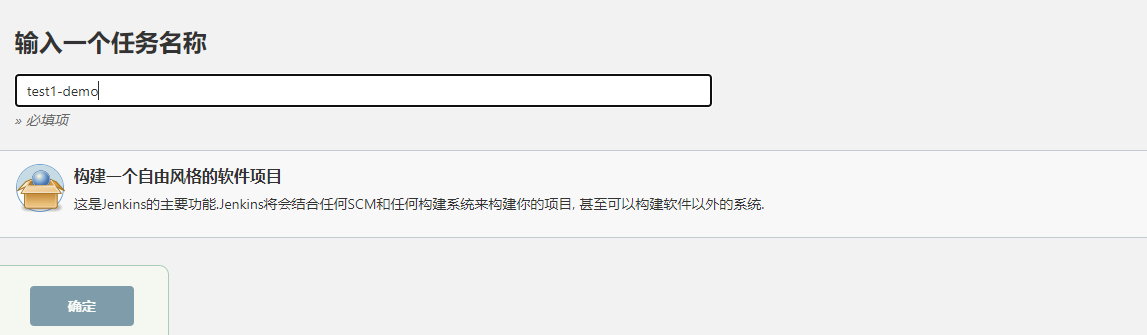 输入一个任务名称
test1-demo
» 必填项
构建一个自由风格的软件项目
这是Jenkins的主要功能.Jenkins将会结合任何SCM和任何构建系统来构建你的项目, 甚至可以构建软件以外的系统.
确定